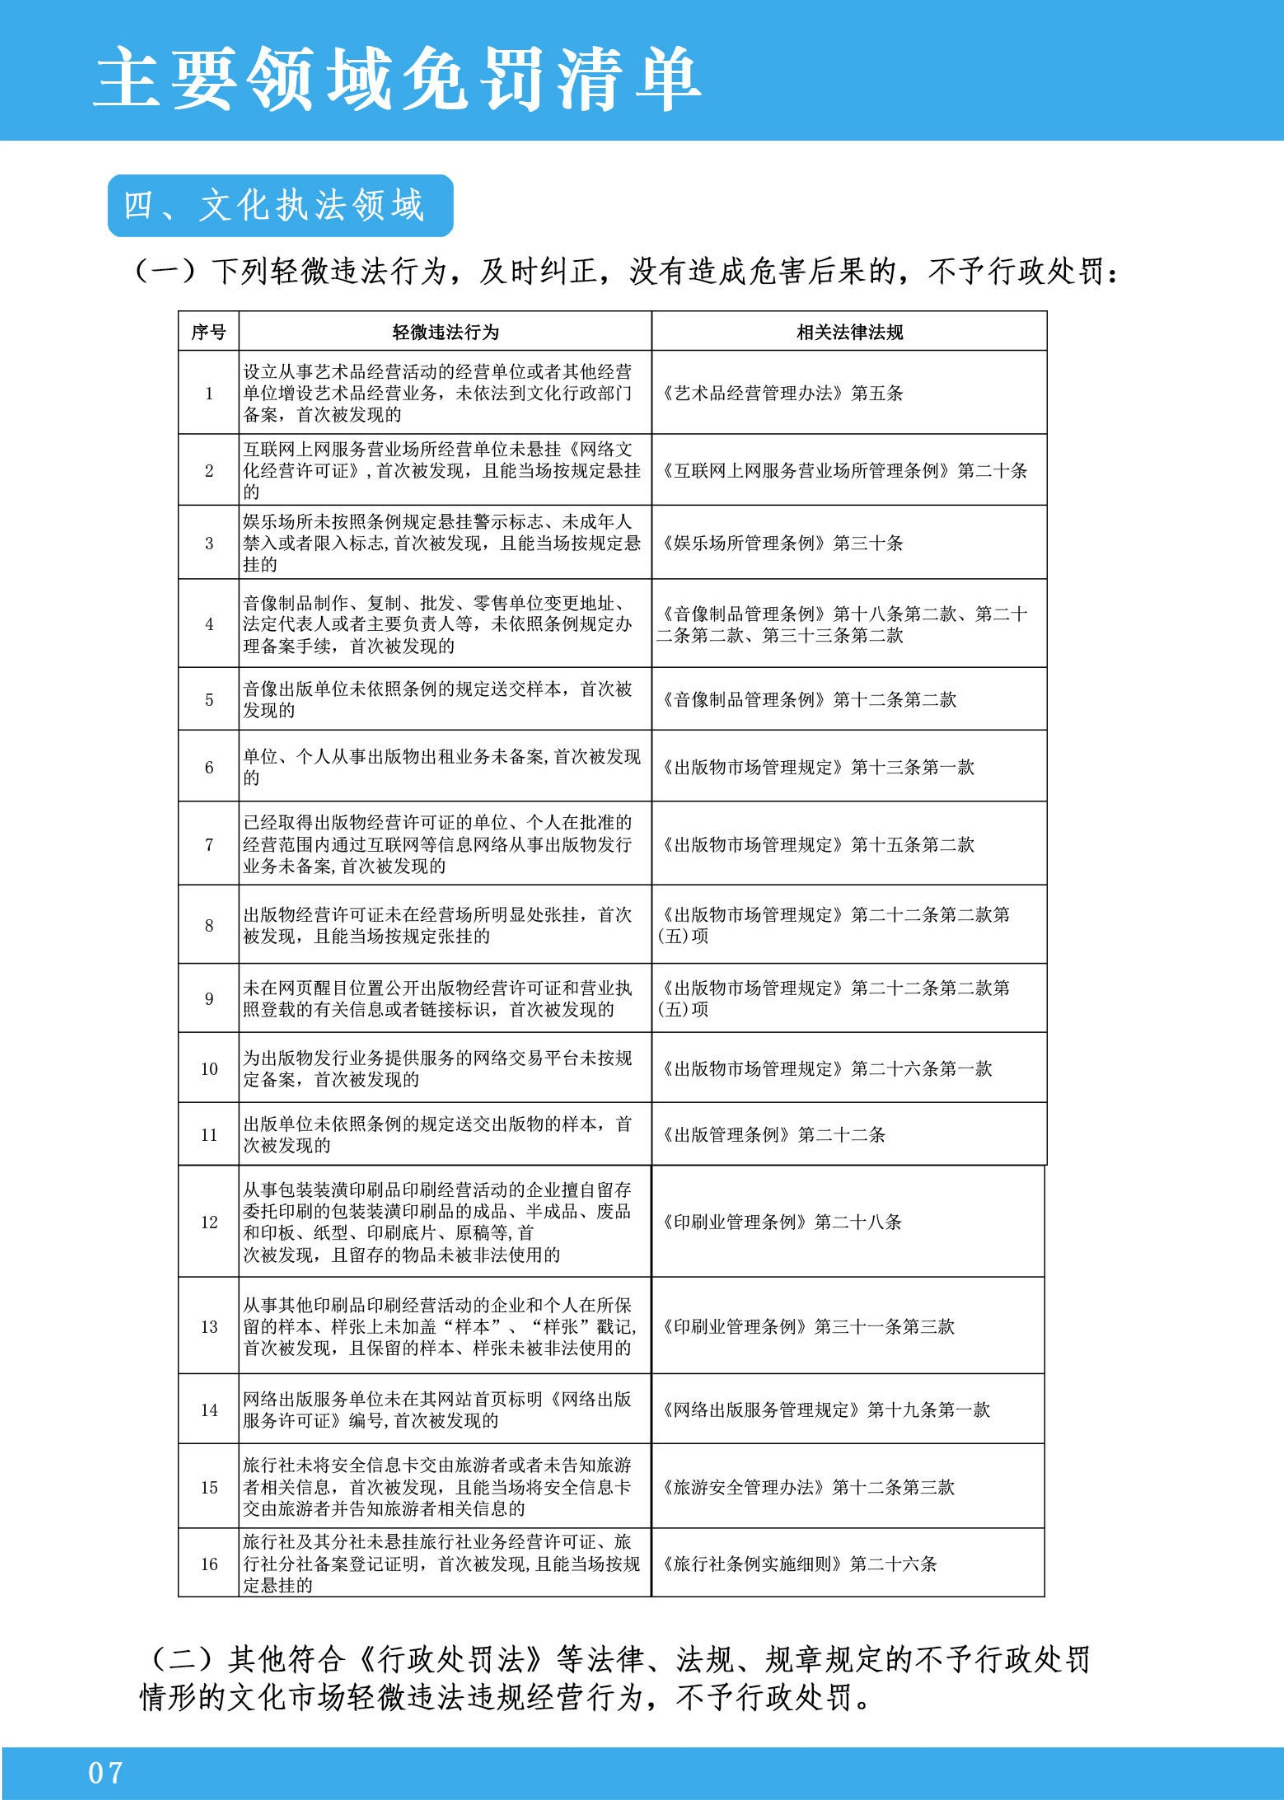 主要领域免罚清单
四、文化执法领域
（一）下列轻微违法行为，及时纠正，没有造成危害后果的，不予行政处罚：
序号 轻微违法行为 相关法律法规
1 设立从事艺术品经营活动的经营单位或者其他经营
单位增设艺术品经营业务，未依法到文化行政部门
备案，首次被发现的
《艺术品经营管理办法》第五条
2 互联网上网服务营业场所经营单位未悬挂《网络文
化经营许可证》,首次被发现，且能当场按规定悬挂
的
《互联网上网服务营业场所管理条例》第二十条
3 娱乐场所未按照条例规定悬挂警示标志、未成年人
禁入或者限入标志,首次被发现，且能当场按规定悬
挂的
《娱乐场所管理条例》第三十条
4 音像制品制作、复制、批发、零售单位变更地址、
法定代表人或者主要负责人等，未依照条例规定办
理备案手续，首次被发现的
《音像制品管理条例》第十八条第二款、第二十
二条第二款、第三十三条第二款
5 音像出版单位未依照条例的规定送交样本，首次被
发现的
《音像制品管理条例》第十二条第二款
6 单位、个人从事出版物出租业务未备案,首次被发现
的
《出版物市场管理规定》第十三条第一款
7 已经取得出版物经营许可证的单位、个人在批准的
经营范围内通过互联网等信息网络从事出版物发行
业务未备案,首次被发现的
《出版物市场管理规定》第十五条第二款
8 出版物经营许可证未在经营场所明显处张挂，首次
被发现，且能当场按规定张挂的
《出版物市场管理规定》第二十二条第二款第
(五)项
9 未在网页醒目位置公开出版物经营许可证和营业执
照登载的有关信息或者链接标识，首次被发现的
《出版物市场管理规定》第二十二条第二款第
(五)项
10 为出版物发行业务提供服务的网络交易平台未按规
定备案，首次被发现的
《出版物市场管理规定》第二十六条第一款
11 出版单位未依照条例的规定送交出版物的样本，首
次被发现的
《出版管理条例》第二十二条
12 从事包装装潢印刷品印刷经营活动的企业擅自留存
委托印刷的包装装潢印刷品的成品、半成品、废品
和印板、纸型、印刷底片、原稿等,首
次被发现，且留存的物品未被非法使用的
《印刷业管理条例》第二十八条
13 从事其他印刷品印刷经营活动的企业和个人在所保
留的样本、样张上未加盖“样本”、“样张”戳记,
首次被发现，且保留的样本、样张未被非法使用的
《印刷业管理条例》第三十一条第三款
14 网络出版服务单位未在其网站首页标明《网络出版
服务许可证》编号,首次被发现的
《网络出版服务管理规定》第十九条第一款
15 旅行社未将安全信息卡交由旅游者或者未告知旅游
者相关信息，首次被发现，且能当场将安全信息卡
交由旅游者并告知旅游者相关信息的
《旅游安全管理办法》第十二条第三款
16 旅行社及其分社未悬挂旅行社业务经营许可证、旅
行社分社备案登记证明，首次被发现,且能当场按规
定悬挂的
《旅行社条例实施细则》第二十六条
（二）其他符合《行政处罚法》等法律、法规、规章规定的不予行政处罚
情形的文化市场轻微违法违规经营行为，不予行政处罚。
07